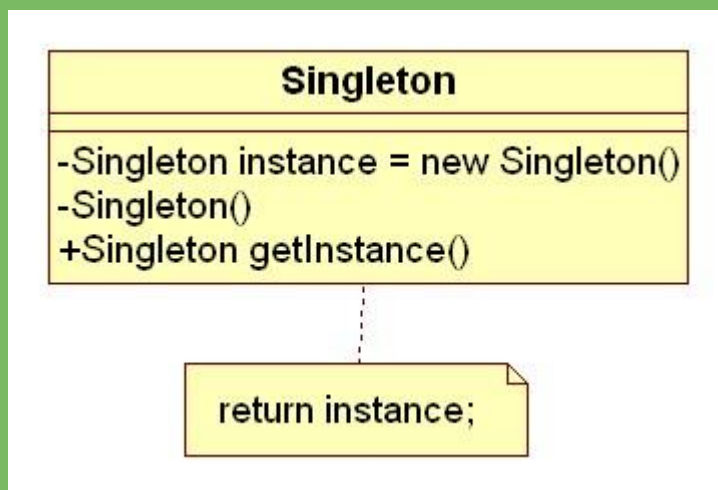 Singleton
-Singleton instance = new Singleton()
-Singleton()
+Singleton getInstance()
return instance;